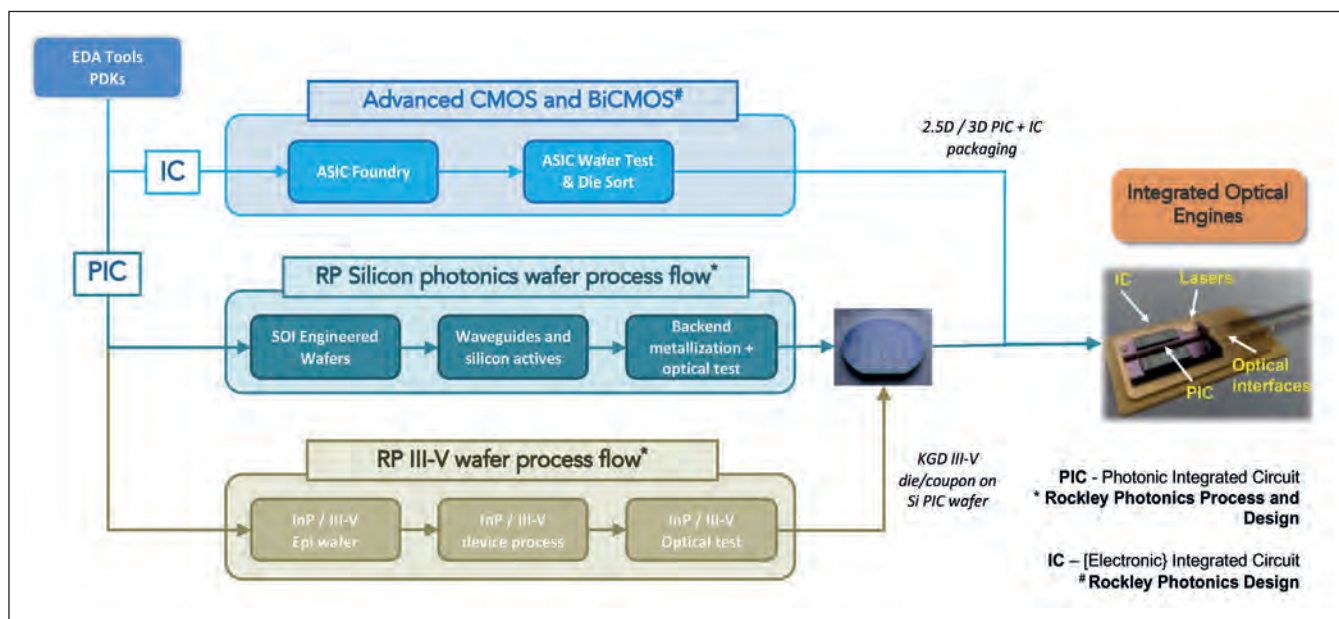 EDA Tools
PDKs
Advanced CMOS and BiCMOS#
IC
ASIC Foundry
ASIC Wafer Test
& Die Sort
2.5D / 3D PIC + IC
packaging
Integrated Optical
Engines
PIC
RP Silicon photonics wafer process flow*
SOI Engineered
Wafers
Waveguides and
silicon actives
Backend
metallization +
optical test
IC
Lasers
PIC
Optical
interfaces
RP III-V wafer process flow*
InP / III-V
Epi wafer
InP / III-V
device process
InP / III-V
Optical test
KGD III-V
die/coupon on
Si PIC wafer
PIC - Photonic Integrated Circuit
* Rockley Photonics Process and
Design
IC – [Electronic} Integrated Circuit
# Rockley Photonics Design